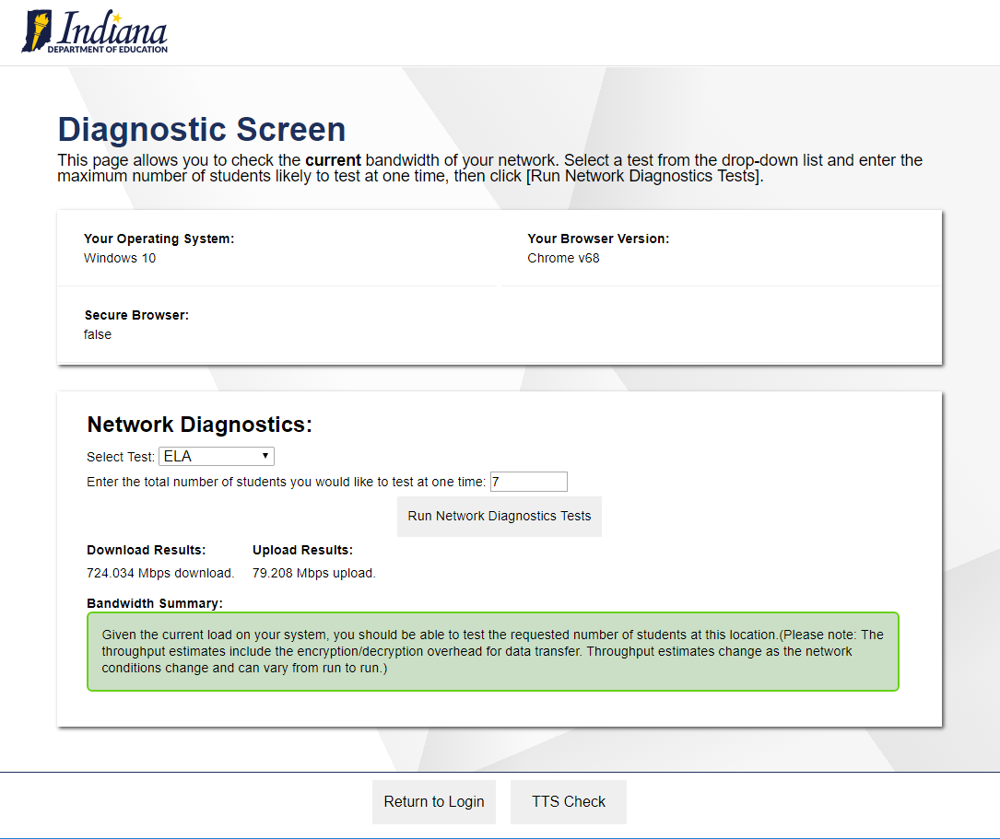 Indiana
DEPARTMENT OF EDUCATION
Diagnostic Screen
This page allows you to check the current bandwidth of your network. Select a test from the drop-down list and enter the
maximum number of students likely to test at one time, then click [Run Network Diagnostics Tests].
Your Operating System:
Windows 10
Your Browser Version:
Chrome v68
Secure Browser:
false
Network Diagnostics:
Select Test: ELA
Enter the total number of students you would like to test at one time: 7
Run Network Diagnostics Tests
Download Results: Upload Results:
724.034 Mbps download. 79.208 Mbps upload.
Bandwidth Summary:
Given the current load on your system, you should be able to test the requested number of students at this location.(Please note: The
throughput estimates include the encryption/decryption overhead for data transfer. Throughput estimates change as the network
conditions change and can vary from run to run.)
Return to Login TTS Check